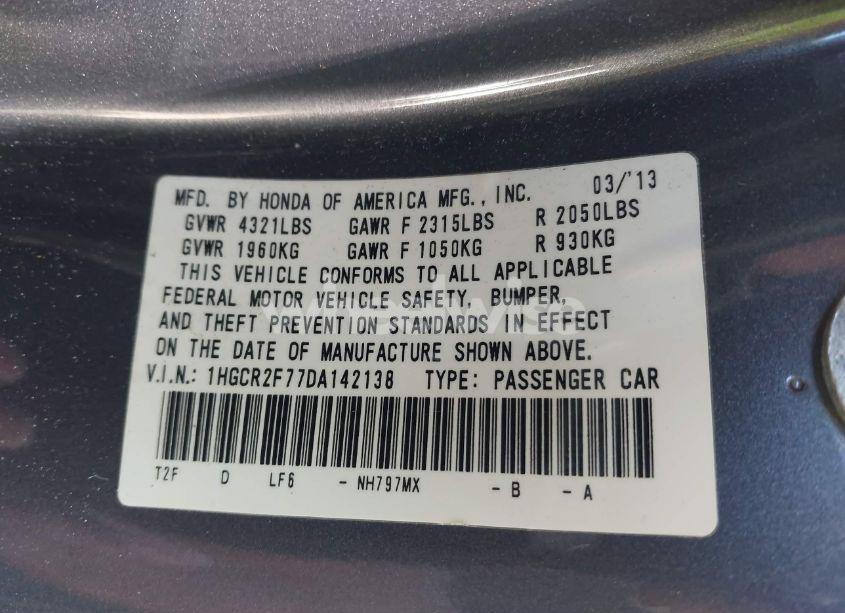 MFD. BY HONDA OF AMERICA MFG., INC. 03/'13
GVWR 4321LBS GAWR F 2315LBS R 2050LBS
GVWR 1960KG GAWR F 1050KG R 930KG
THIS VEHICLE CONFORMS TO ALL APPLICABLE
FEDERAL MOTOR VEHICLE SAFETY, BUMPER,
AND THEFT PREVENTION STANDARDS IN EFFECT
ON THE DATE OF MANUFACTURE SHOWN ABOVE.
V.I.N.: 1HGCR2F77DA142138 TYPE: PASSENGER CAR
T2F D LF6 - NH797MX - B - A